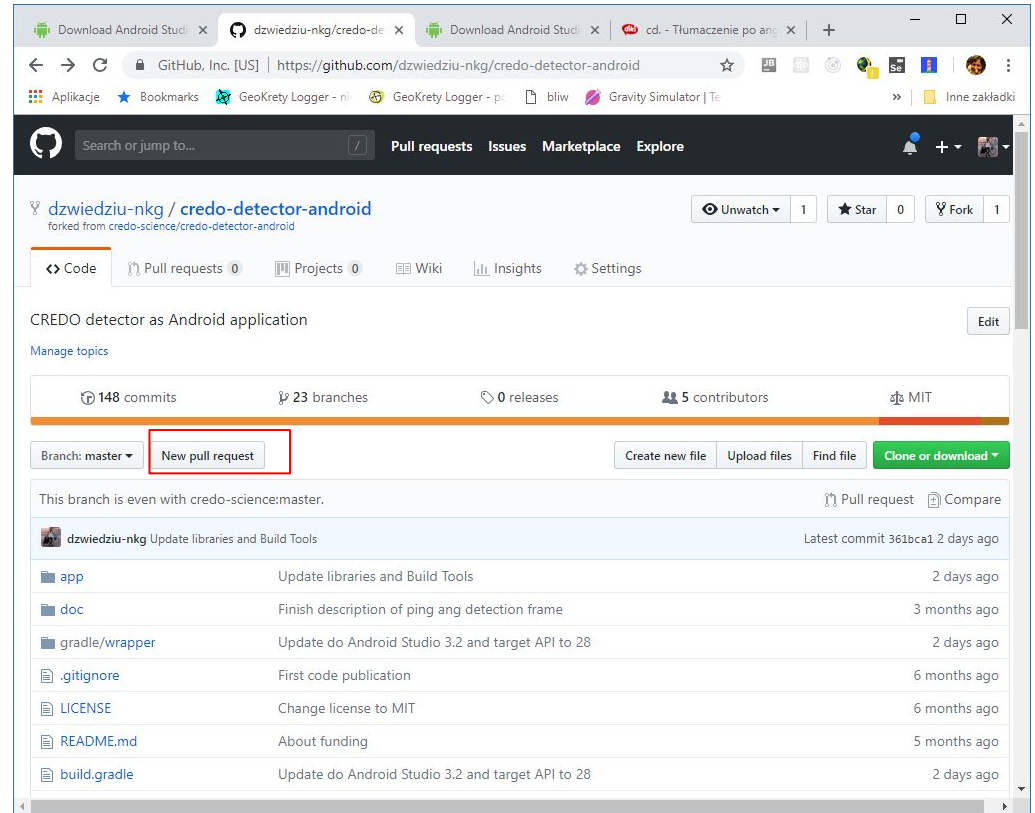 Download Android Studi
dzwiedziu-nkg/credo-de
Download Android Studi
cd. - Tłumaczenie po ang
GitHub, Inc. [US] | https://github.com/dzwiedziu-nkg/credo-detector-android
Aplikacje Bookmarks GeoKrety Logger - ni GeoKrety Logger - po bliw Gravity Simulator | Te » Inne zakładki
Search or jump to... / Pull requests Issues Marketplace Explore
dzwiedziu-nkg / credo-detector-android
Unwatch 1 Star 0 Fork 1
forked from credo-science/credo-detector-android
Code Pull requests 0 Projects 0 Wiki Insights Settings
CREDO detector as Android application
Edit
Manage topics
148 commits 23 branches 0 releases 5 contributors MIT
Branch: master New pull request Create new file Upload files Find file Clone or download
This branch is even with credo-science:master. Pull request Compare
dzwiedziu-nkg Update libraries and Build Tools Latest commit 361bca1 2 days ago
app Update libraries and Build Tools 2 days ago
doc Finish description of ping ang detection frame 3 months ago
gradle/wrapper Update do Android Studio 3.2 and target API to 28 2 days ago
.gitignore First code publication 6 months ago
LICENSE Change license to MIT 6 months ago
README.md About funding 5 months ago
build.gradle Update do Android Studio 3.2 and target API to 28 2 days ago